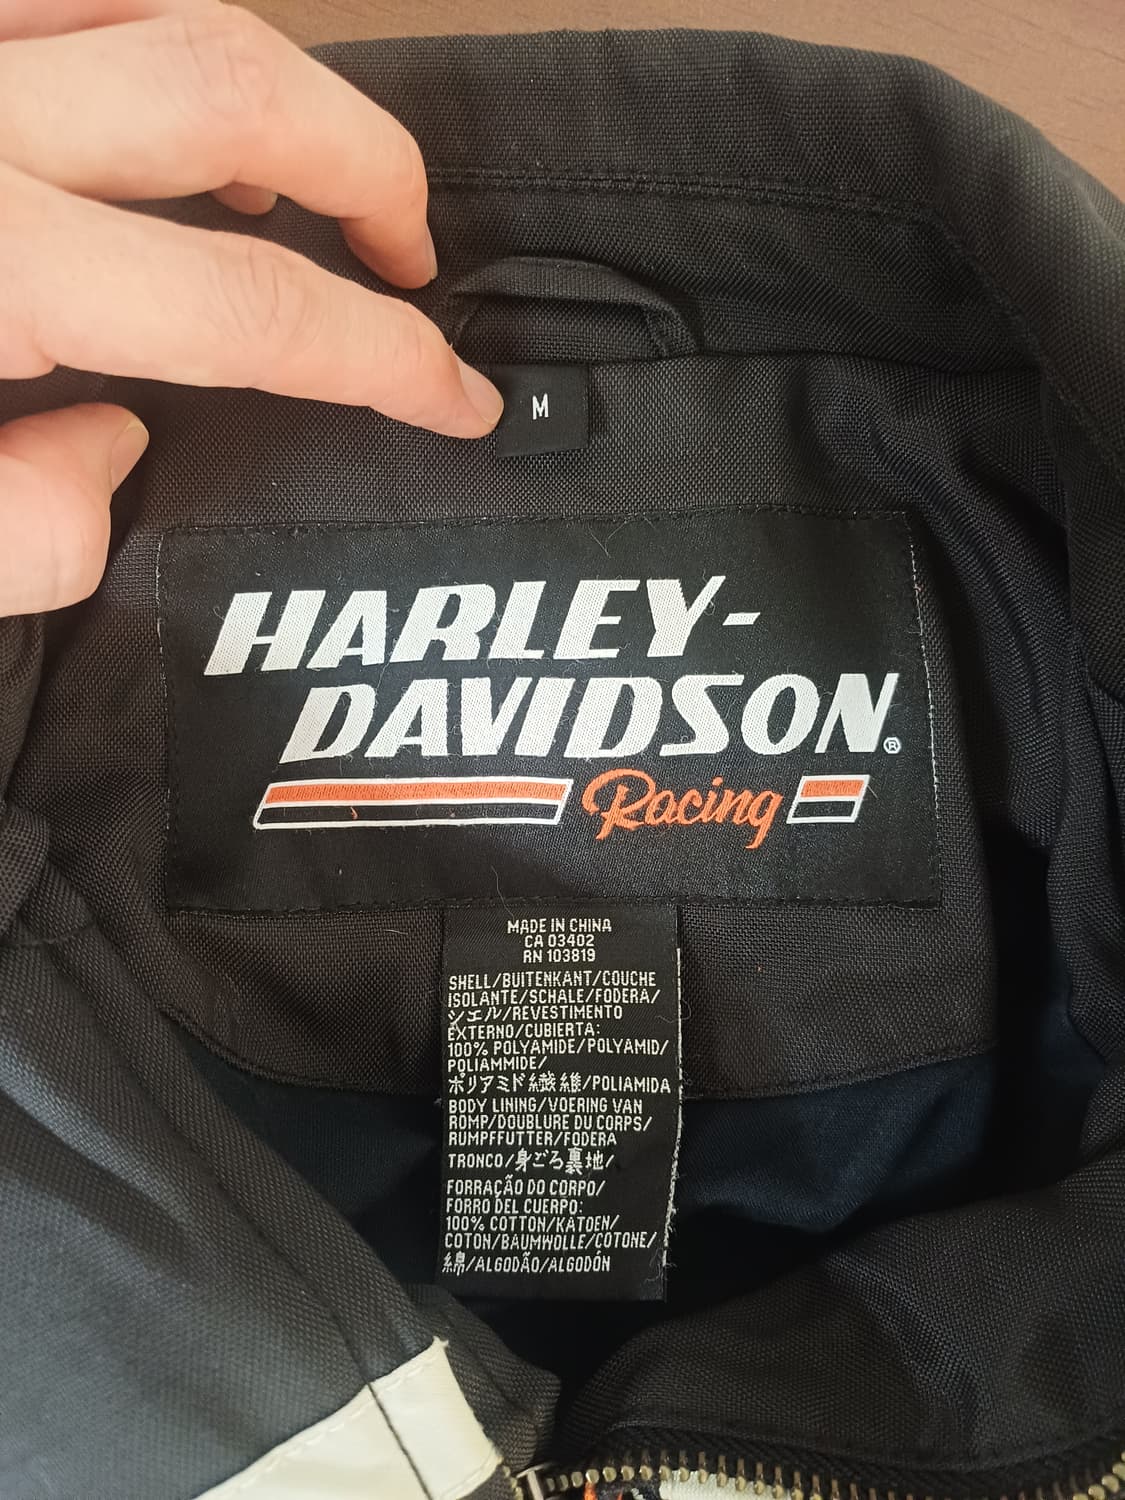 M
HARLEY-
DAVIDSON®
Racing
MADE IN CHINA
CA 03402
RN 103819
SHELL/BUITENKANT/COUCHE
ISOLANTE/SCHALE/FODERA/
シエル/REVESTIMENTO
EXTERNO/CUBIERTA:
100% POLYAMIDE/POLYAMID/
POLIAMMIDE/
ポリアミド繊維/POLIAMIDA
BODY LINING/VOERING VAN
ROMP/DOUBLURE DU CORPS/
RUMPFFUTTER/FODERA
TRONCO/身ごろ裏地/
FORRAÇÃO DO CORPO/
FORRO DEL CUERPO:
100% COTTON/KATOEN/
COTON/BAUMWOLLE/COTONE/
綿/ALGODÃO/ALGODÓN